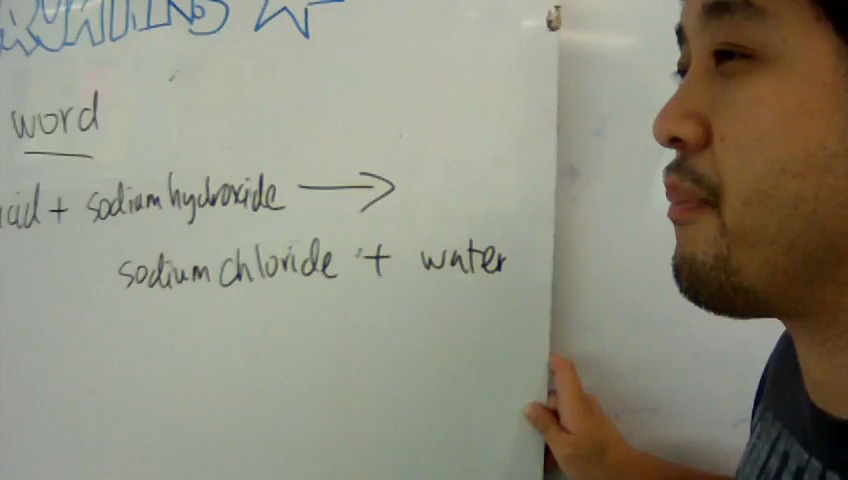 word
acid + sodium hydroxide →
sodium chloride + water